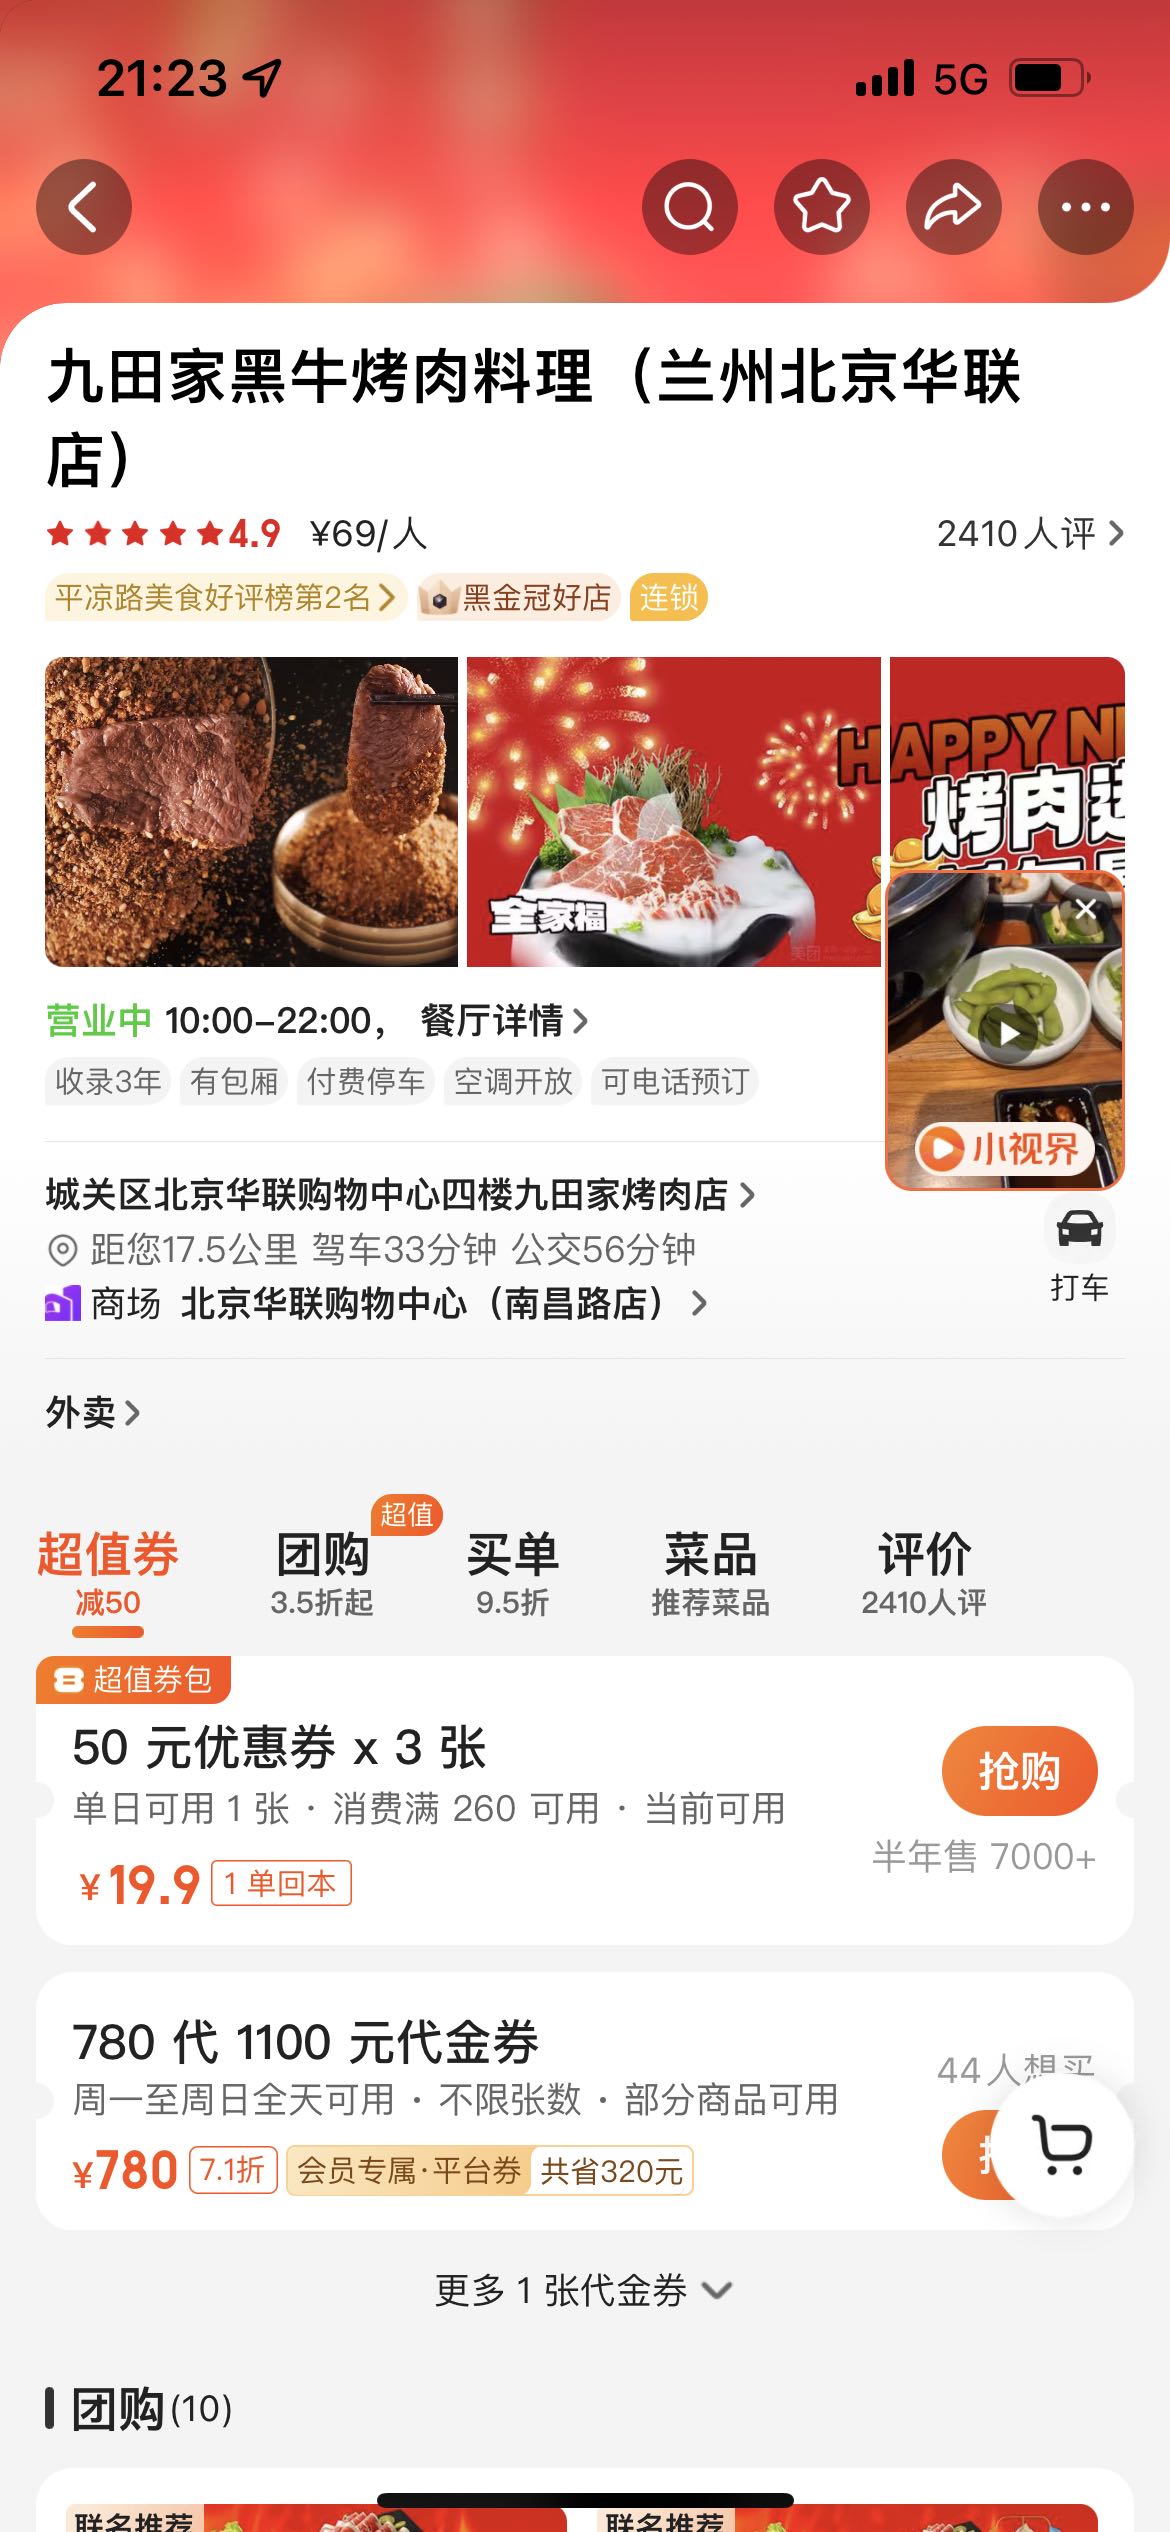 21:23
5G
九田家黑牛烤肉料理（兰州北京华联
店）
4.9 ¥69/人
2410人评
平凉路美食好评榜第2名
黑金冠好店
连锁
HAPPY
烤肉
全家福
美团
营业中 10:00-22:00， 餐厅详情
收录3年 有包厢 付费停车 空调开放 可电话预订
小视界
城关区北京华联购物中心四楼九田家烤肉店
距您17.5公里 驾车33分钟 公交56分钟
打车
商场 北京华联购物中心（南昌路店）
外卖
超值
超值券 团购 买单 菜品 评价
减50 3.5折起 9.5折 推荐菜品 2410人评
超值券包
50 元优惠券 x 3 张
抢购
单日可用 1 张 · 消费满 260 可用 · 当前可用
半年售 7000+
¥19.9 1 单回本
780 代 1100 元代金券
44人想买
周一至周日全天可用 · 不限张数 · 部分商品可用
¥780 7.1折 会员专属·平台券 共省320元
更多 1 张代金券
团购(10)
联名推荐 联名推荐